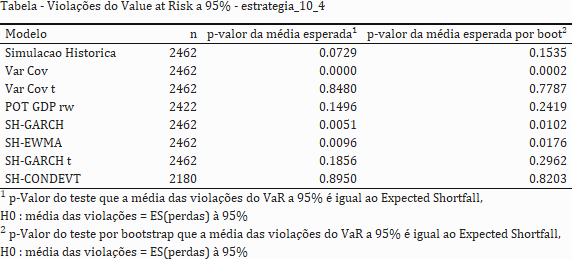 Tabela - Violações do Value at Risk a 95% - estrategia_10_4
Modelo n p-valor da média esperada1 p-valor da média esperada por boot2
Simulacao Historica 2462 0.0729 0.1535
Var Cov 2462 0.0000 0.0002
Var Cov t 2462 0.8480 0.7787
POT GDP rw 2422 0.1496 0.2419
SH-GARCH 2462 0.0051 0.0102
SH-EWMA 2462 0.0096 0.0176
SH-GARCH t 2462 0.1856 0.2962
SH-CONDEVT 2180 0.8950 0.8203
1 p-Valor do teste que a média das violações do VaR a 95% é igual ao Expected Shortfall,
H0 : média das violações = ES(perdas) à 95%
2 p-Valor do teste por bootstrap que a média das violações do VaR a 95% é igual ao Expected Shortfall,
H0 : média das violações = ES(perdas) à 95%